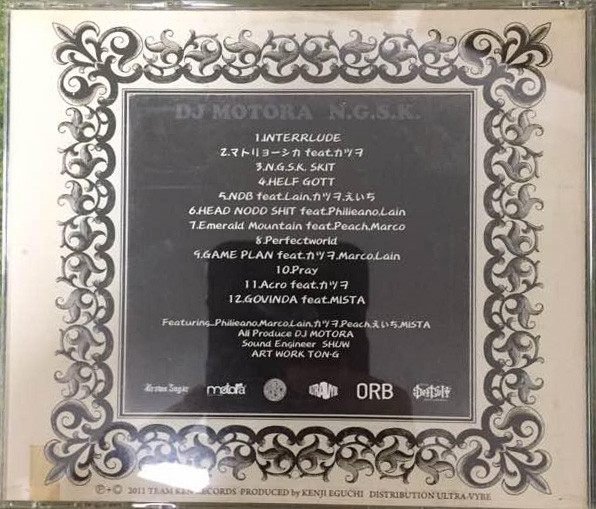 DJ MOTORA N.G.S.K.
1.INTERRLUDE
2.マトリョーシカ feat.カツヲ
3.N.G.S.K. SKIT
4.HELF GOTT
5.NDB feat.Lain.カツヲ.えいち
6.HEAD NODD SHIT feat.Philieano.Lain
7.Emerald Mountain feat.Peach.Marco
8.Perfectworld
9.GAME PLAN feat.カツヲ.Marco.Lain
10.Pray
11.Acro feat.カツヲ
12.GOVINDA feat.MISTA
Featuring...Philieano.Marco.Lain.カツヲ.Peach.えいち.MISTA
All Produce DJ MOTORA
Sound Engineer SHUW
ART WORK TON-G
Brown Sugar motora ORB
Ⓟ+© 2011 TEAM KEN RECORDS PRODUCED by KENJI EGUCHI DISTRIBUTION ULTRA-VYBE